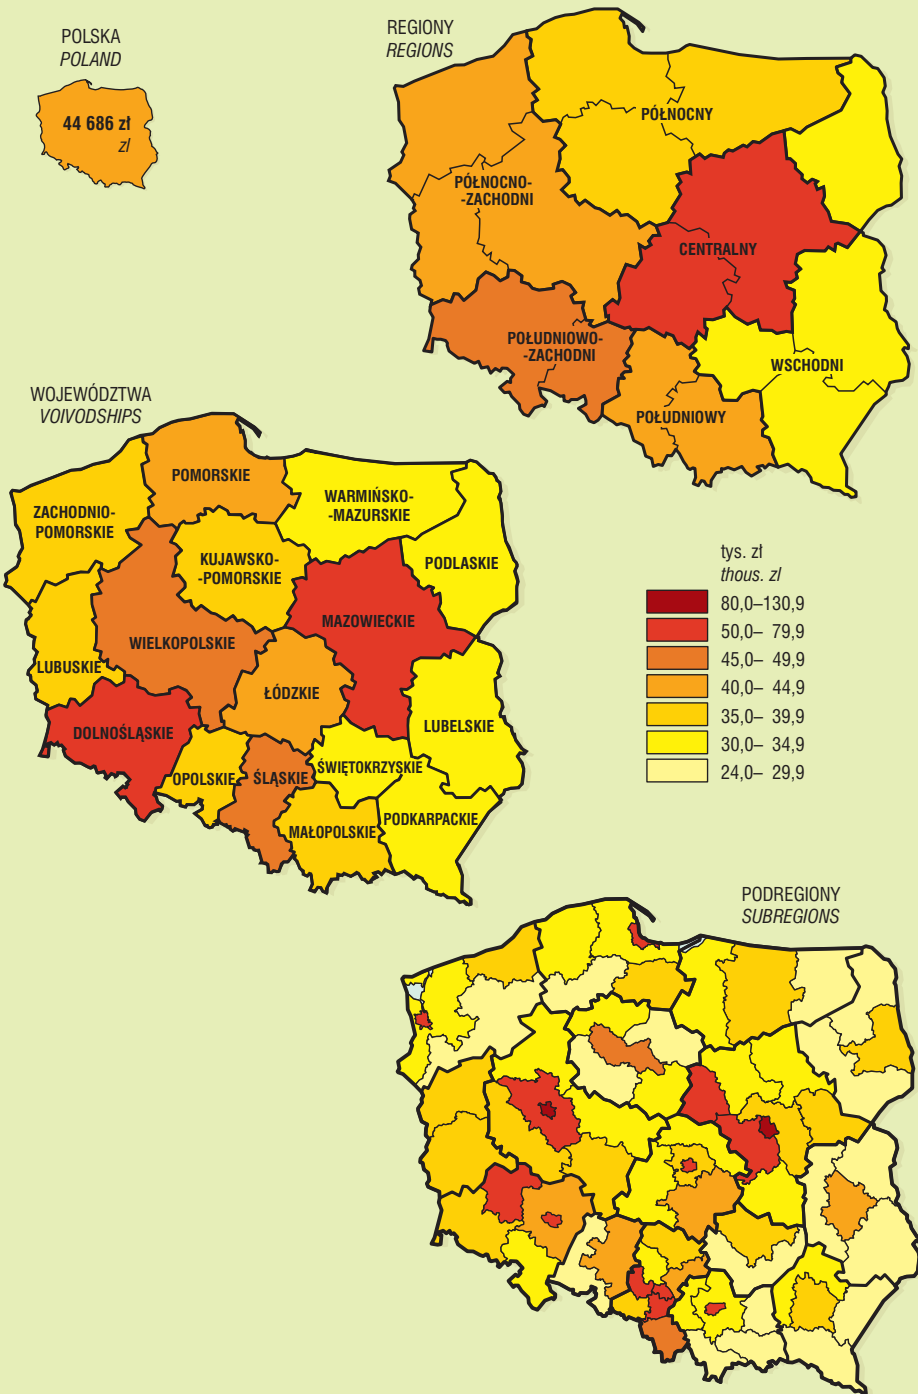 POLSKA
POLAND
44 686 zł
zl
REGIONY
REGIONS
PÓŁNOCNY
PÓŁNOCNO-
-ZACHODNI
CENTRALNY
POŁUDNIOWO-
-ZACHODNI
WSCHODNI
POŁUDNIOWY
WOJEWÓDZTWA
VOIVODSHIPS
POMORSKIE
WARMIŃSKO-
-MAZURSKIE
ZACHODNIO-
POMORSKIE
KUJAWSKO-
-POMORSKIE
PODLASKIE
MAZOWIECKIE
WIELKOPOLSKIE
LUBUSKIE
ŁÓDZKIE
DOLNOŚLĄSKIE
LUBELSKIE
OPOLSKIE
ŚLĄSKIE
ŚWIĘTOKRZYSKIE
MAŁOPOLSKIE
PODKARPACKIE
tys. zł
thous. zl
80,0–130,9
50,0– 79,9
45,0– 49,9
40,0– 44,9
35,0– 39,9
30,0– 34,9
24,0– 29,9
PODREGIONY
SUBREGIONS